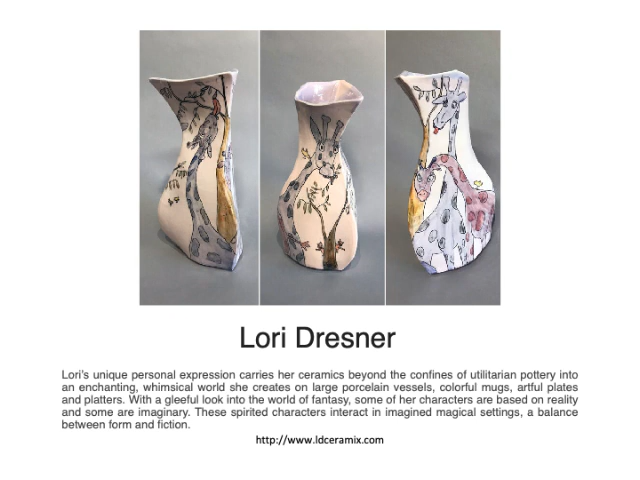 Lori Dresner
Lori's unique personal expression carries her ceramics beyond the confines of utilitarian pottery into
an enchanting, whimsical world she creates on large porcelain vessels, colorful mugs, artful plates
and platters. With a gleeful look into the world of fantasy, some of her characters are based on reality
and some are imaginary. These spirited characters interact in imagined magical settings, a balance
between form and fiction.
http://www.ldceramix.com